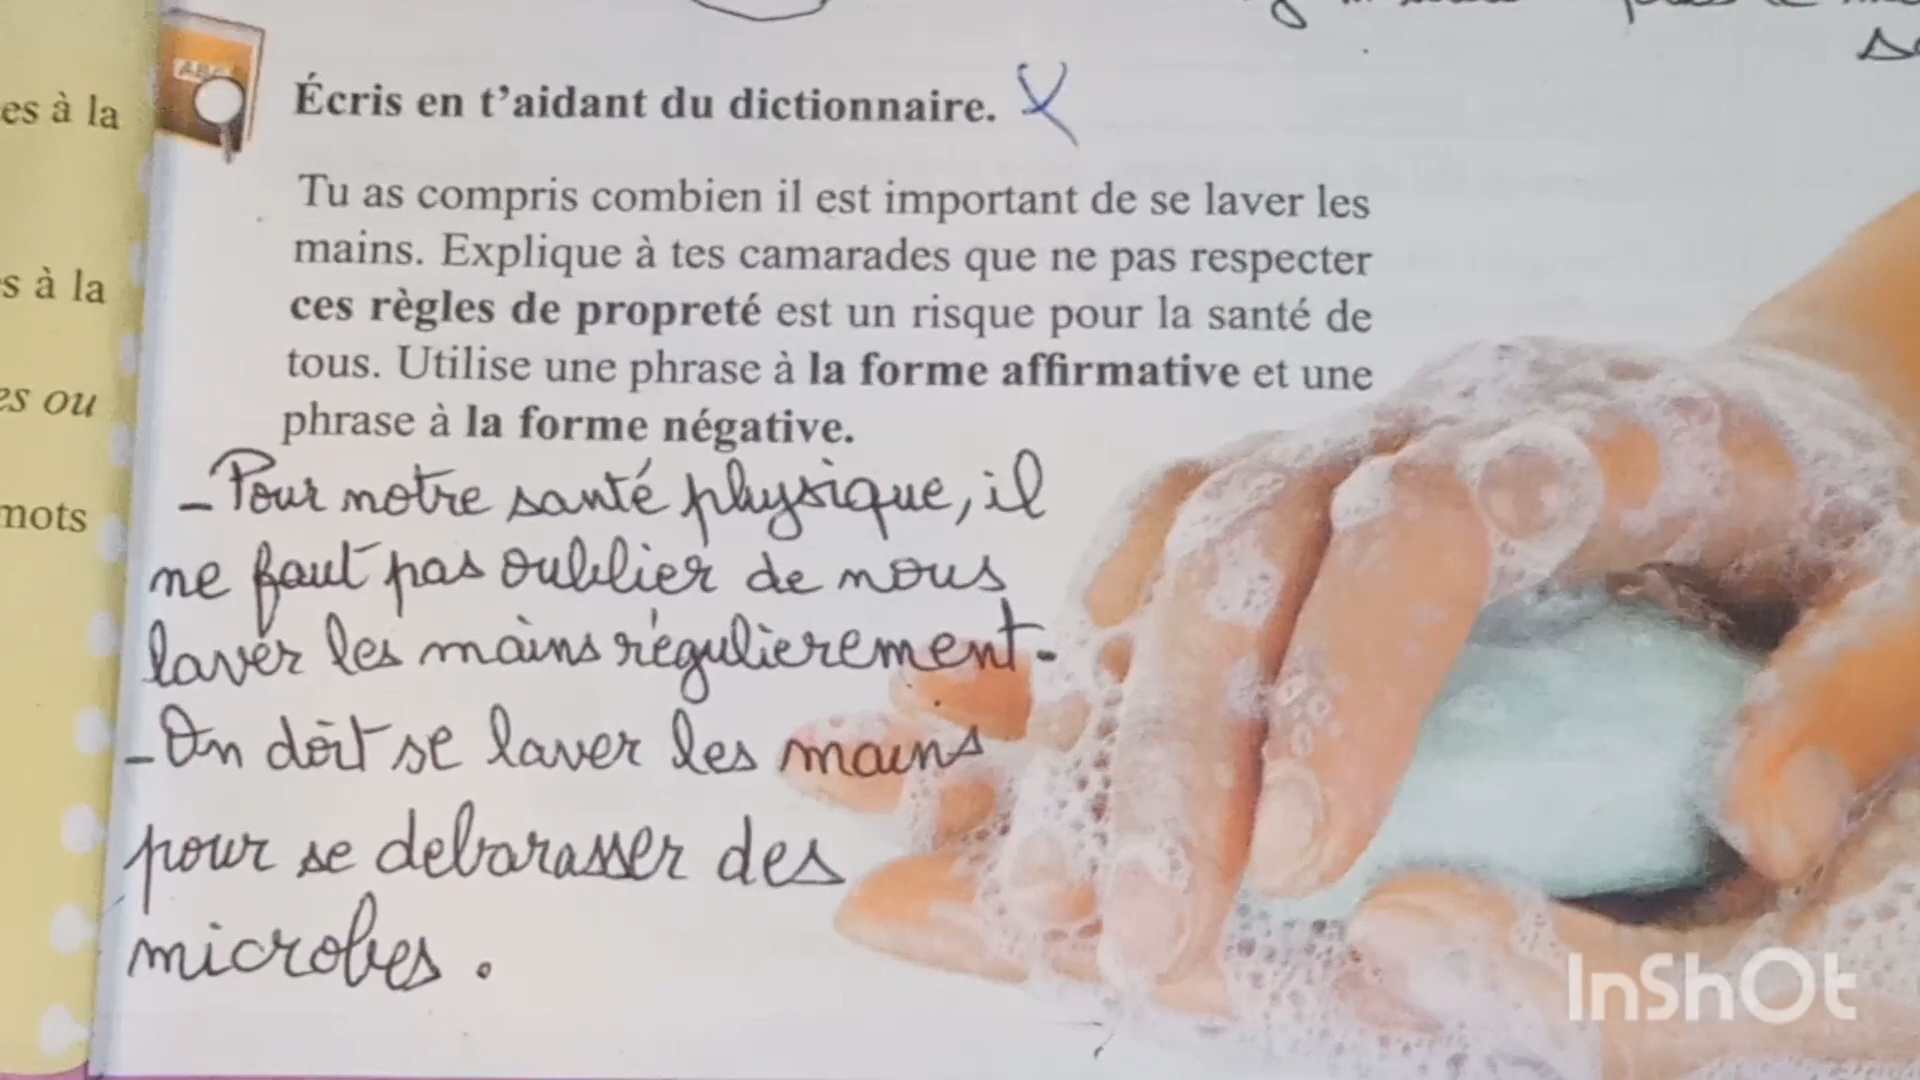 es à la
s à la
es ou
mots
Écris en t'aidant du dictionnaire.
Tu as compris combien il est important de se laver les
mains. Explique à tes camarades que ne pas respecter
ces règles de propreté est un risque pour la santé de
tous. Utilise une phrase à la forme affirmative et une
phrase à la forme négative.
- Pour notre santé physique, il
ne faut pas oublier de nous
laver les mains régulierement.
- On doit se laver les mains
pour se debarasser des
microbes.
InShOt